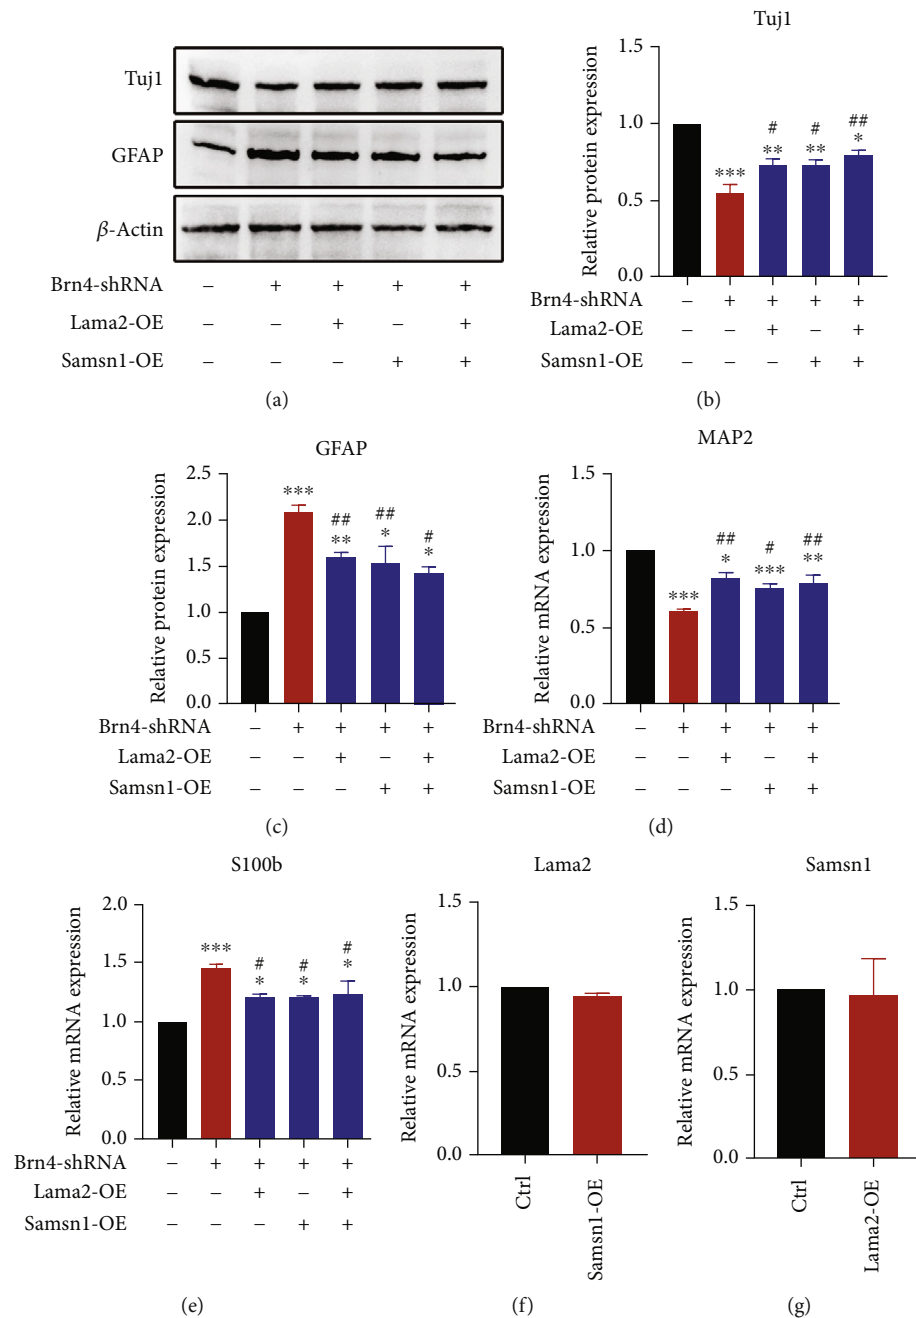 Tuj1
GFAP
β-Actin
Brn4-shRNA – + + + +
Lama2-OE – – + – +
Samsn1-OE – – – + +
(a)
Tuj1
Relative protein expression
1.5
1.0
0.5
0.0
***
#
**
#
**
##
*
Brn4-shRNA – + + + +
Lama2-OE – – + – +
Samsn1-OE – – – + +
(b)
GFAP
Relative protein expression
2.5
2.0
1.5
1.0
0.5
0.0
***
##
**
##
*
#
*
Brn4-shRNA – + + + +
Lama2-OE – – + – +
Samsn1-OE – – – + +
(c)
MAP2
Relative mRNA expression
1.5
1.0
0.5
0.0
***
##
*
#
***
##
**
Brn4-shRNA – + + + +
Lama2-OE – – + – +
Samsn1-OE – – – + +
(d)
S100b
Relative mRNA expression
2.0
1.5
1.0
0.5
0.0
***
#
*
#
*
#
*
Brn4-shRNA – + + + +
Lama2-OE – – + – +
Samsn1-OE – – – + +
(e)
Lama2
Relative mRNA expression
1.5
1.0
0.5
0.0
Ctrl
Samsn1-OE
(f)
Samsn1
Relative mRNA expression
1.5
1.0
0.5
0.0
Ctrl
Lama2-OE
(g)